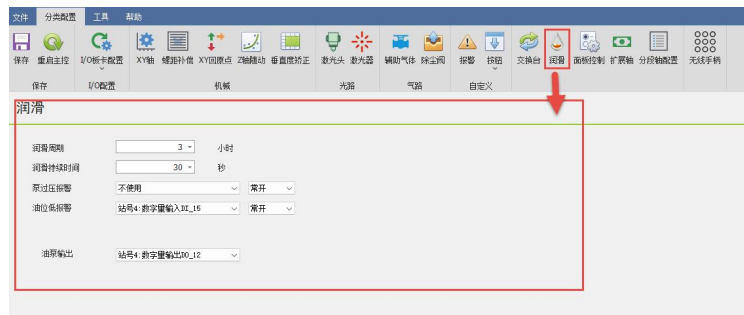 文件 分类配置 工具 帮助
保存 重启主控 I/O板卡配置 XY轴 螺距补偿 XY回原点 Z轴随动 垂直度矫正 激光头 激光器 辅助气体 除尘阀 报警 按钮 交换台 润滑 面板控制 扩展轴 分段轴配置 无线手柄
保存 I/O配置 机械 光路 气路 自定义
润滑
润滑周期 3 小时
润滑持续时间 30 秒
泵过压报警 不使用 常开
油位低报警 站号4:数字量输入DI_15 常开
油泵输出 站号4:数字量输出DO_12